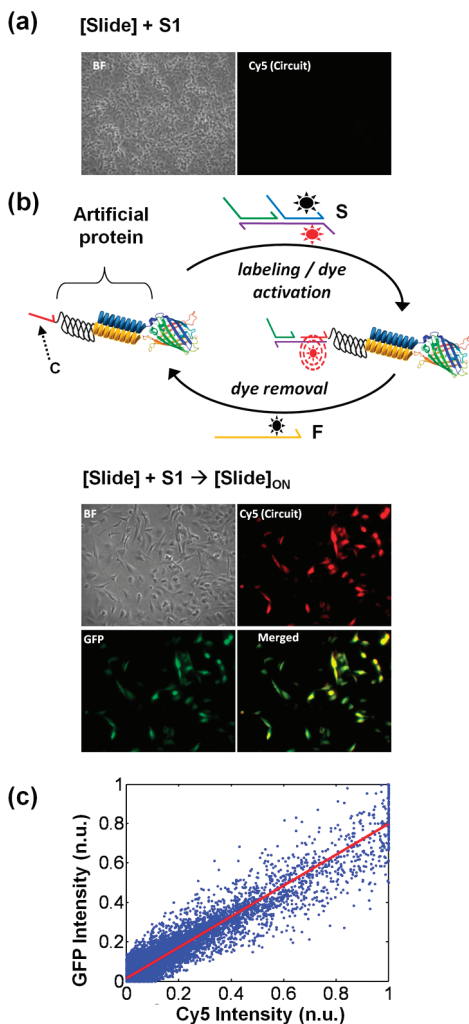 (a)
[Slide] + S1
BF
Cy5 (Circuit)
(b)
Artificial
protein
S
labeling / dye
activation
C
dye removal
F
[Slide] + S1 → [Slide]ON
BF
Cy5 (Circuit)
GFP
Merged
(c)
GFP Intensity (n.u.)
1
0.8
0.6
0.4
0.2
0
0
0.2
0.4
0.6
0.8
1
Cy5 Intensity (n.u.)